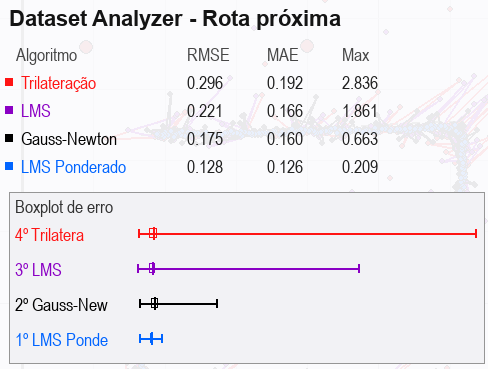 Dataset Analyzer - Rota próxima
Algoritmo RMSE MAE Max
Trilateração 0.296 0.192 2.836
LMS 0.221 0.166 1.861
Gauss-Newton 0.175 0.160 0.663
LMS Ponderado 0.128 0.126 0.209
Boxplot de erro
4º Trilatera
3º LMS
2º Gauss-New
1º LMS Ponde